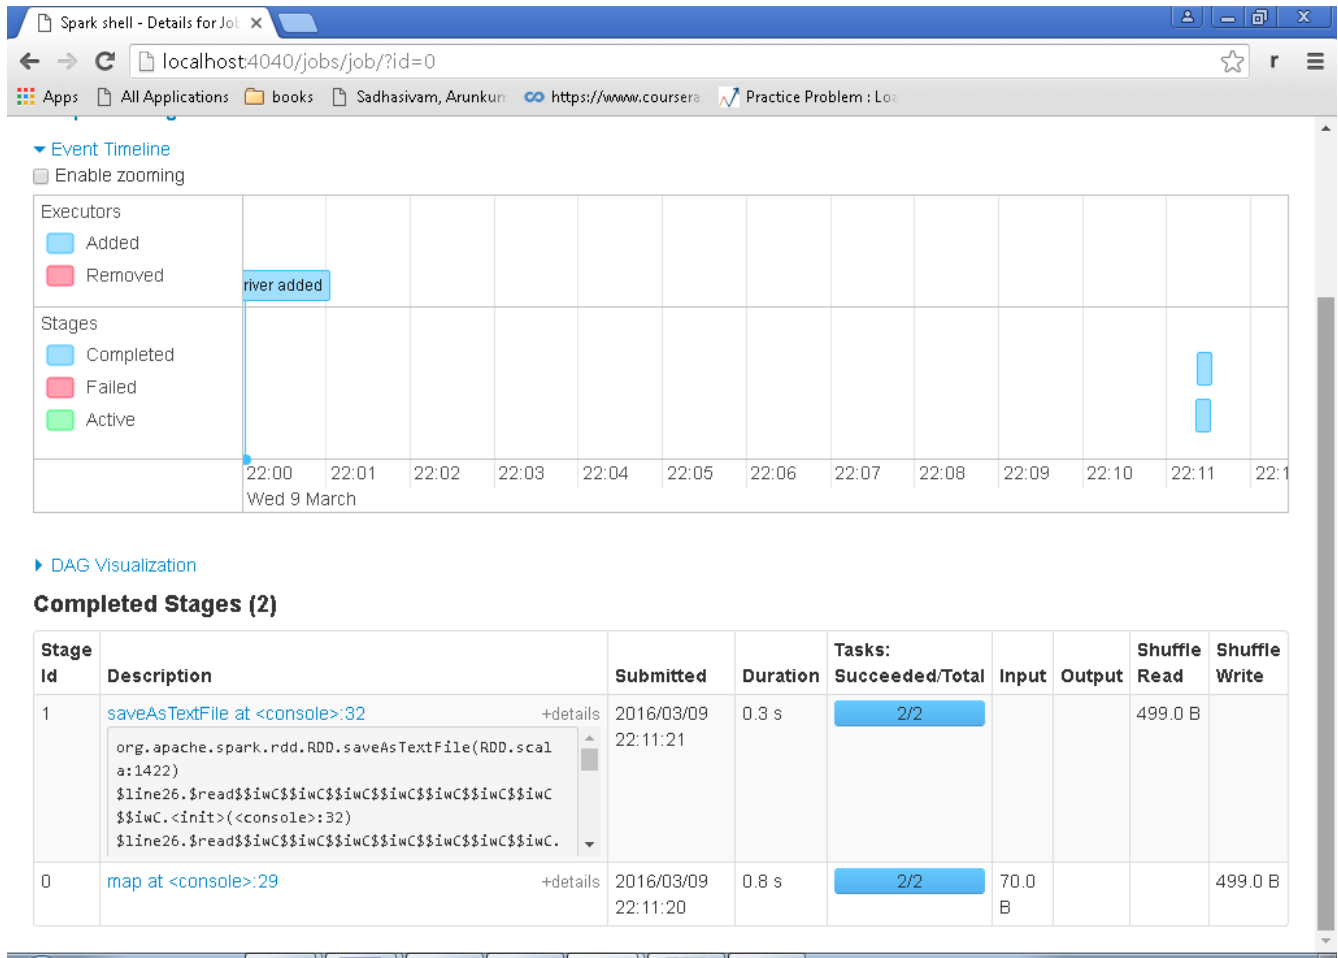 Spark shell - Details for Jol
localhost:4040/jobs/job/?id=0
r
Apps All Applications books Sadhasivam, Arunkun https://www.coursera Practice Problem : Loa
Event Timeline
Enable zooming
Executors
Added
Removed
river added
Stages
Completed
Failed
Active
22:00 22:01 22:02 22:03 22:04 22:05 22:06 22:07 22:08 22:09 22:10 22:11 22:1
Wed 9 March
DAG Visualization
Completed Stages (2)
Stage Id Description Submitted Duration Tasks: Succeeded/Total Input Output Shuffle Read Shuffle Write
1 saveAsTextFile at <console>:32 +details 2016/03/09 22:11:21 0.3 s 2/2 499.0 B
org.apache.spark.rdd.RDD.saveAsTextFile(RDD.scal
a:1422)
$line26.$read$$iwC$$iwC$$iwC$$iwC$$iwC$$iwC$$iwC
$$iwC.<init>(<console>:32)
$line26.$read$$iwC$$iwC$$iwC$$iwC$$iwC$$iwC$$iwC.
0 map at <console>:29 +details 2016/03/09 22:11:20 0.8 s 2/2 70.0 B 499.0 B